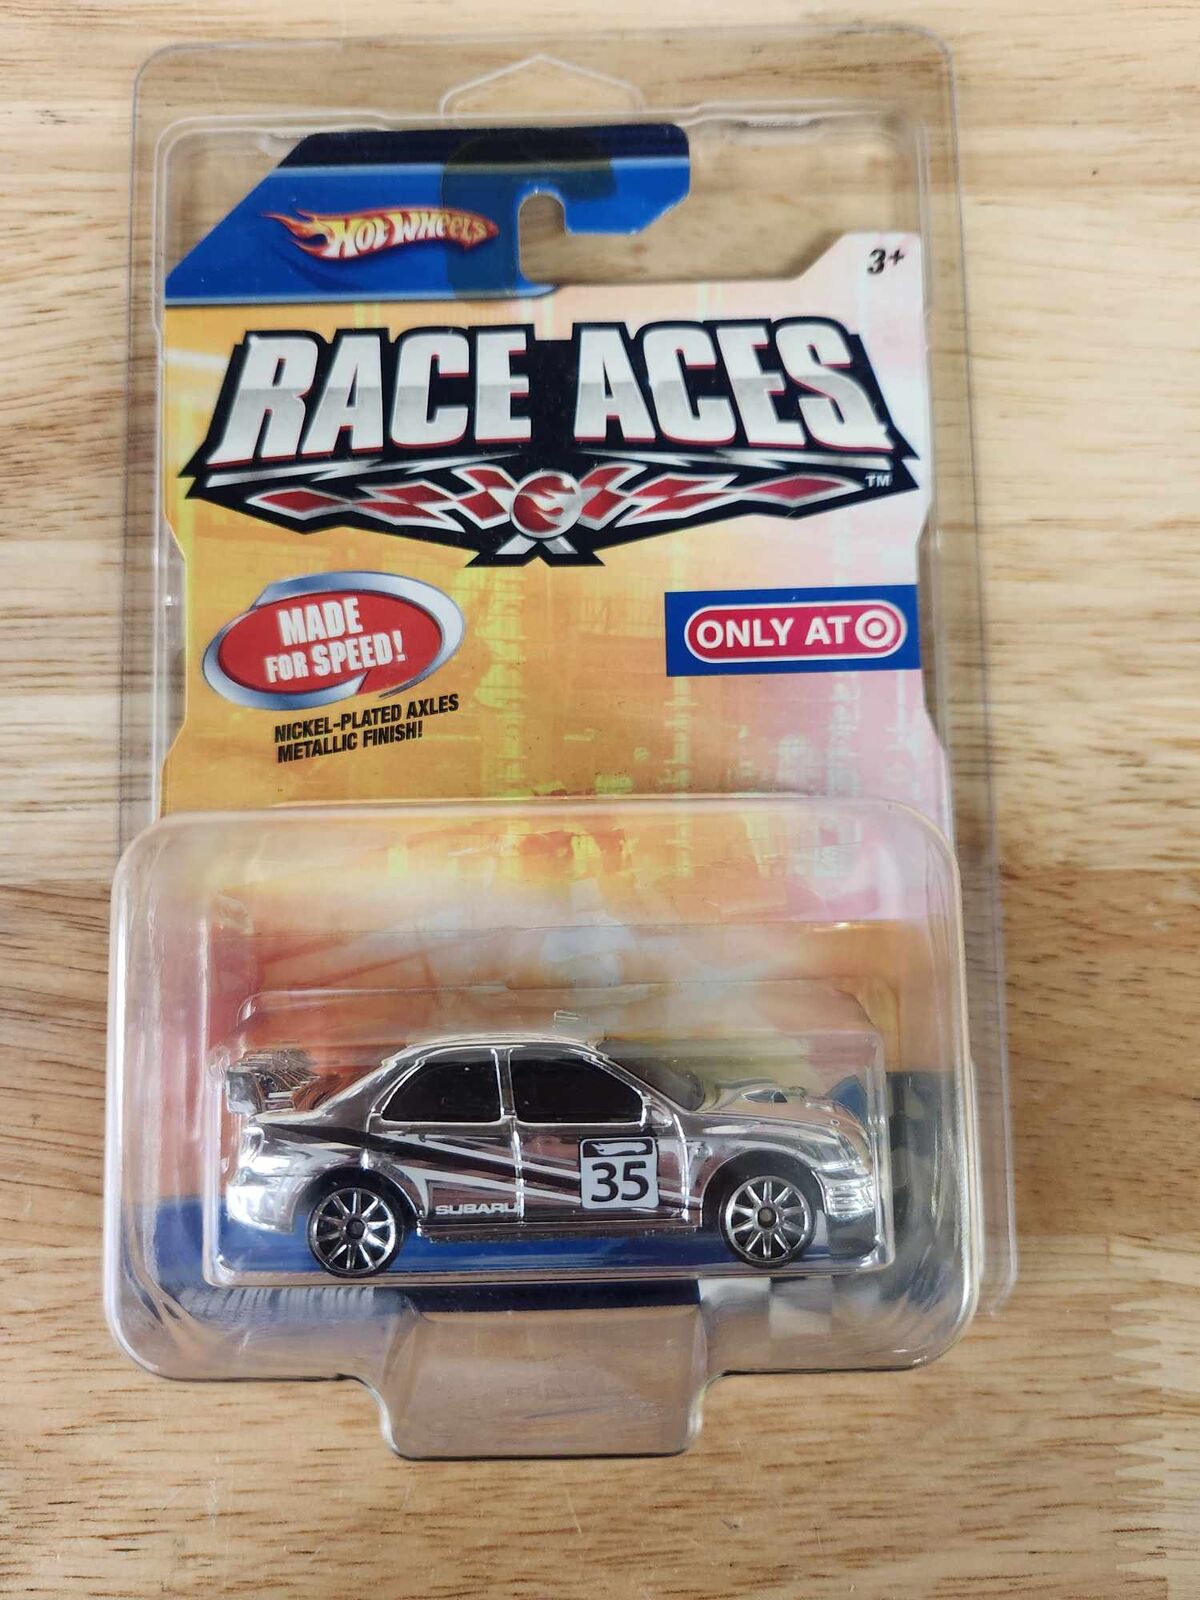 HOT WHEELS
3+
RACE ACES
TM
MADE
FOR SPEED!
ONLY AT
NICKEL-PLATED AXLES
METALLIC FINISH!
35
SUBARU